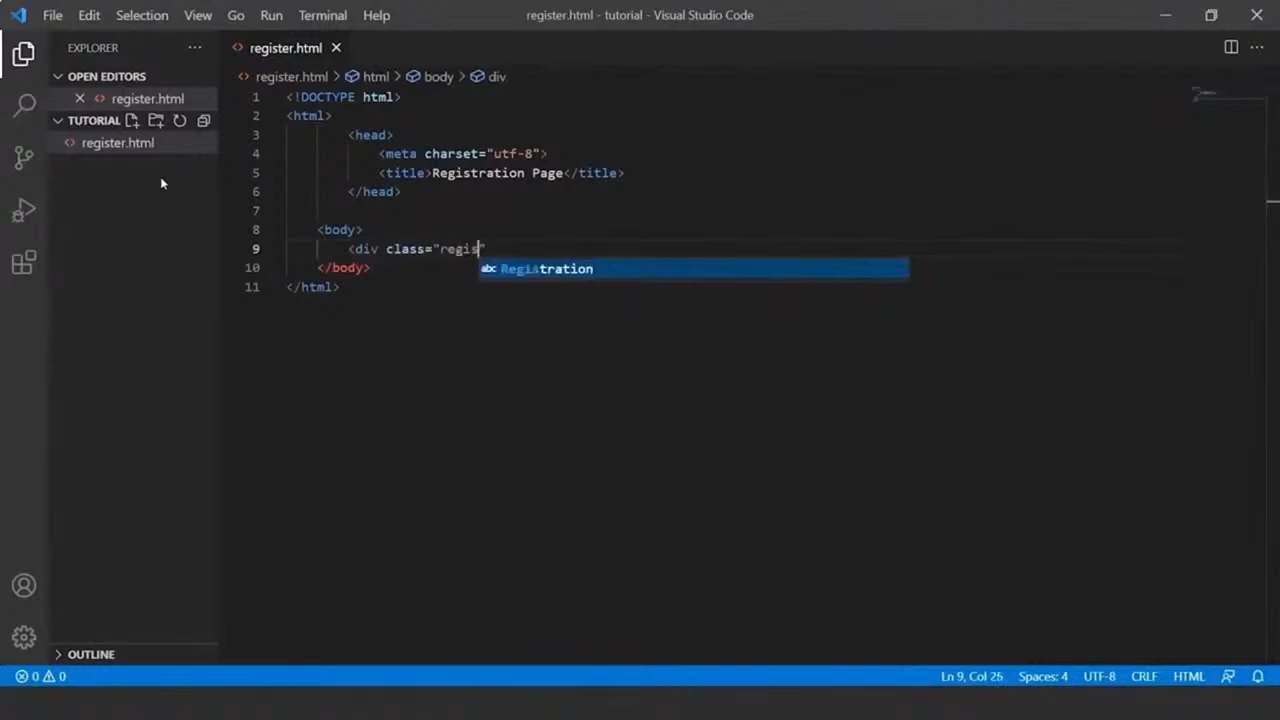 File Edit Selection View Go Run Terminal Help register.html - tutorial - Visual Studio Code
EXPLORER
OPEN EDITORS
register.html
TUTORIAL
register.html
OUTLINE
register.html
register.html > html > body > div
1 <!DOCTYPE html>
2 <html>
3 <head>
4 <meta charset="utf-8">
5 <title>Registration Page</title>
6 </head>
7
8 <body>
9 <div class="regis"
abc Registration
10 </body>
11 </html>
0 0 Ln 9, Col 26 Spaces: 4 UTF-8 CRLF HTML